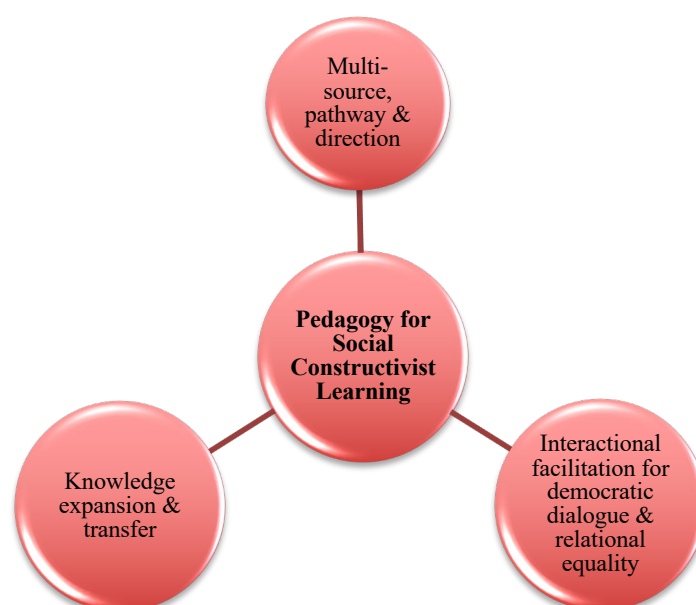 Multi-
source,
pathway &
direction
Pedagogy for
Social
Constructivist
Learning
Knowledge
expansion &
transfer
Interactional
facilitation for
democratic
dialogue &
relational
equality